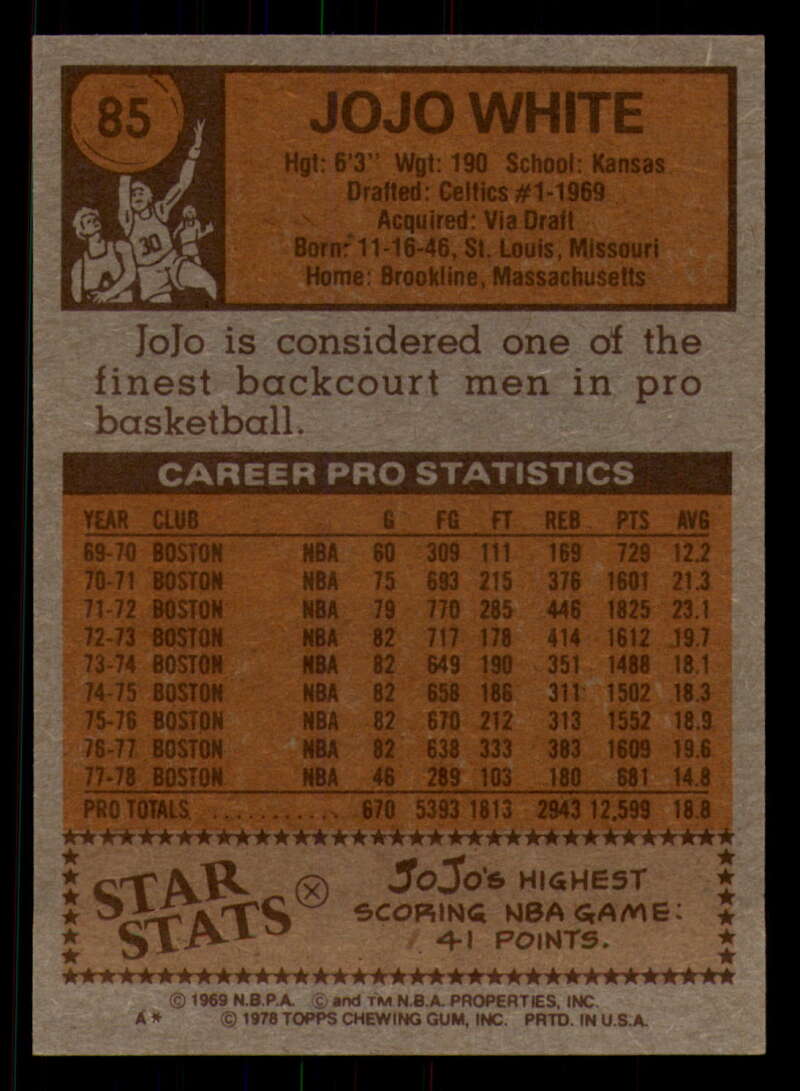 85
JOJO WHITE
Hgt: 6'3" Wgt: 190 School: Kansas
Drafted: Celtics #1-1969
Acquired: Via Draft
Born: 11-16-46, St. Louis, Missouri
Home: Brookline, Massachusetts
30
JoJo is considered one of the
finest backcourt men in pro
basketball.
CAREER PRO STATISTICS
YEAR CLUB G FG FT REB PTS AVG
69-70 BOSTON NBA 60 309 111 169 729 12.2
70-71 BOSTON NBA 75 693 215 376 1601 21.3
71-72 BOSTON NBA 79 770 285 446 1825 23.1
72-73 BOSTON NBA 82 717 178 414 1612 19.7
73-74 BOSTON NBA 82 649 190 351 1488 18.1
74-75 BOSTON NBA 82 658 186 311 1502 18.3
75-76 BOSTON NBA 82 670 212 313 1552 18.9
76-77 BOSTON NBA 82 638 333 383 1609 19.6
77-78 BOSTON NBA 46 289 103 180 681 14.8
PRO TOTALS ............ 670 5393 1813 2943 12,599 18.8
STAR
STATS
JOJO'S HIGHEST
SCORING NBA GAME:
41 POINTS.
© 1969 N.B.P.A. © and TM N.B.A. PROPERTIES, INC.
A* © 1978 TOPPS CHEWING GUM, INC. PRTD. IN U.S.A.